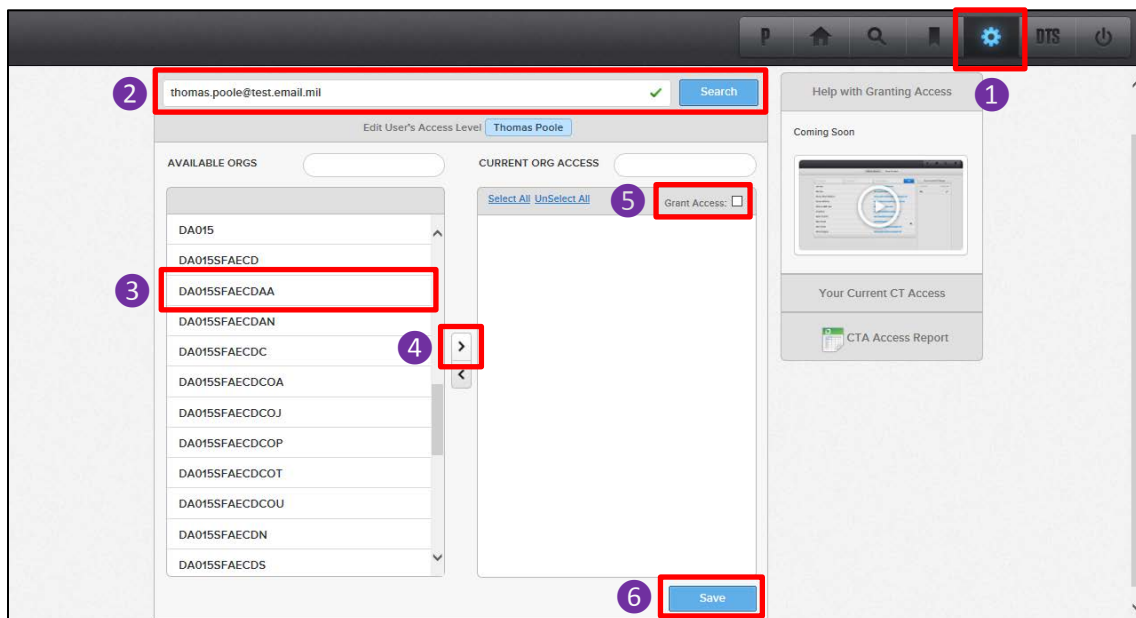 P
DTS
1
2
thomas.poole@test.email.mil
Search
Help with Granting Access
Edit User's Access Level Thomas Poole
Coming Soon
AVAILABLE ORGS
CURRENT ORG ACCESS
Select All UnSelect All
5
Grant Access:
DA015
DA015SFAECD
3
DA015SFAECDAA
Your Current CT Access
DA015SFAECDAN
4
>
CTA Access Report
DA015SFAECDC
<
DA015SFAECDCOA
DA015SFAECDCOJ
DA015SFAECDCOP
DA015SFAECDCOT
DA015SFAECDCOU
DA015SFAECDN
DA015SFAECDS
6
Save